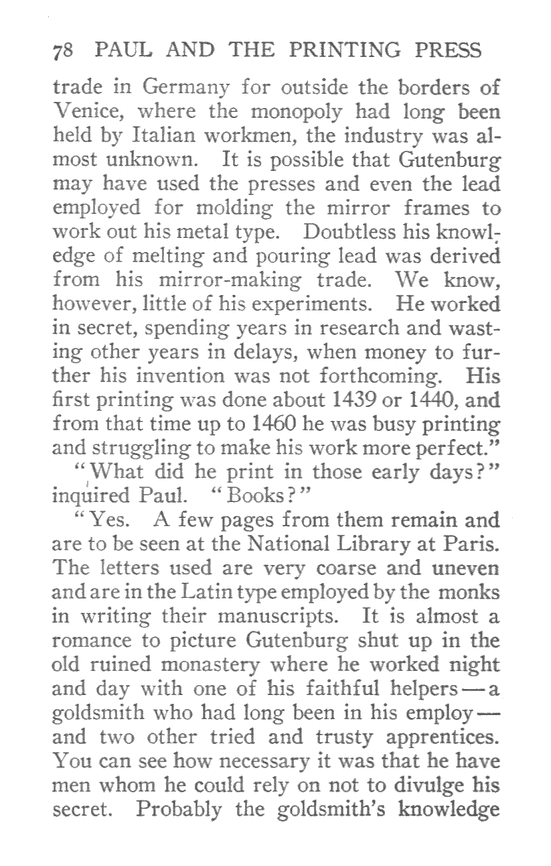 78 PAUL AND THE PRINTING PRESS
trade in Germany for outside the borders of
Venice, where the monopoly had long been
held by Italian workmen, the industry was al-
most unknown. It is possible that Gutenburg
may have used the presses and even the lead
employed for molding the mirror frames to
work out his metal type. Doubtless his knowl-
edge of melting and pouring lead was derived
from his mirror-making trade. We know,
however, little of his experiments. He worked
in secret, spending years in research and wast-
ing other years in delays, when money to fur-
ther his invention was not forthcoming. His
first printing was done about 1439 or 1440, and
from that time up to 1460 he was busy printing
and struggling to make his work more perfect.”
“What did he print in those early days?”
inquired Paul. “Books?”
“Yes. A few pages from them remain and
are to be seen at the National Library at Paris.
The letters used are very coarse and uneven
and are in the Latin type employed by the monks
in writing their manuscripts. It is almost a
romance to picture Gutenburg shut up in the
old ruined monastery where he worked night
and day with one of his faithful helpers—a
goldsmith who had long been in his employ—
and two other tried and trusty apprentices.
You can see how necessary it was that he have
men whom he could rely on not to divulge his
secret. Probably the goldsmith’s knowledge